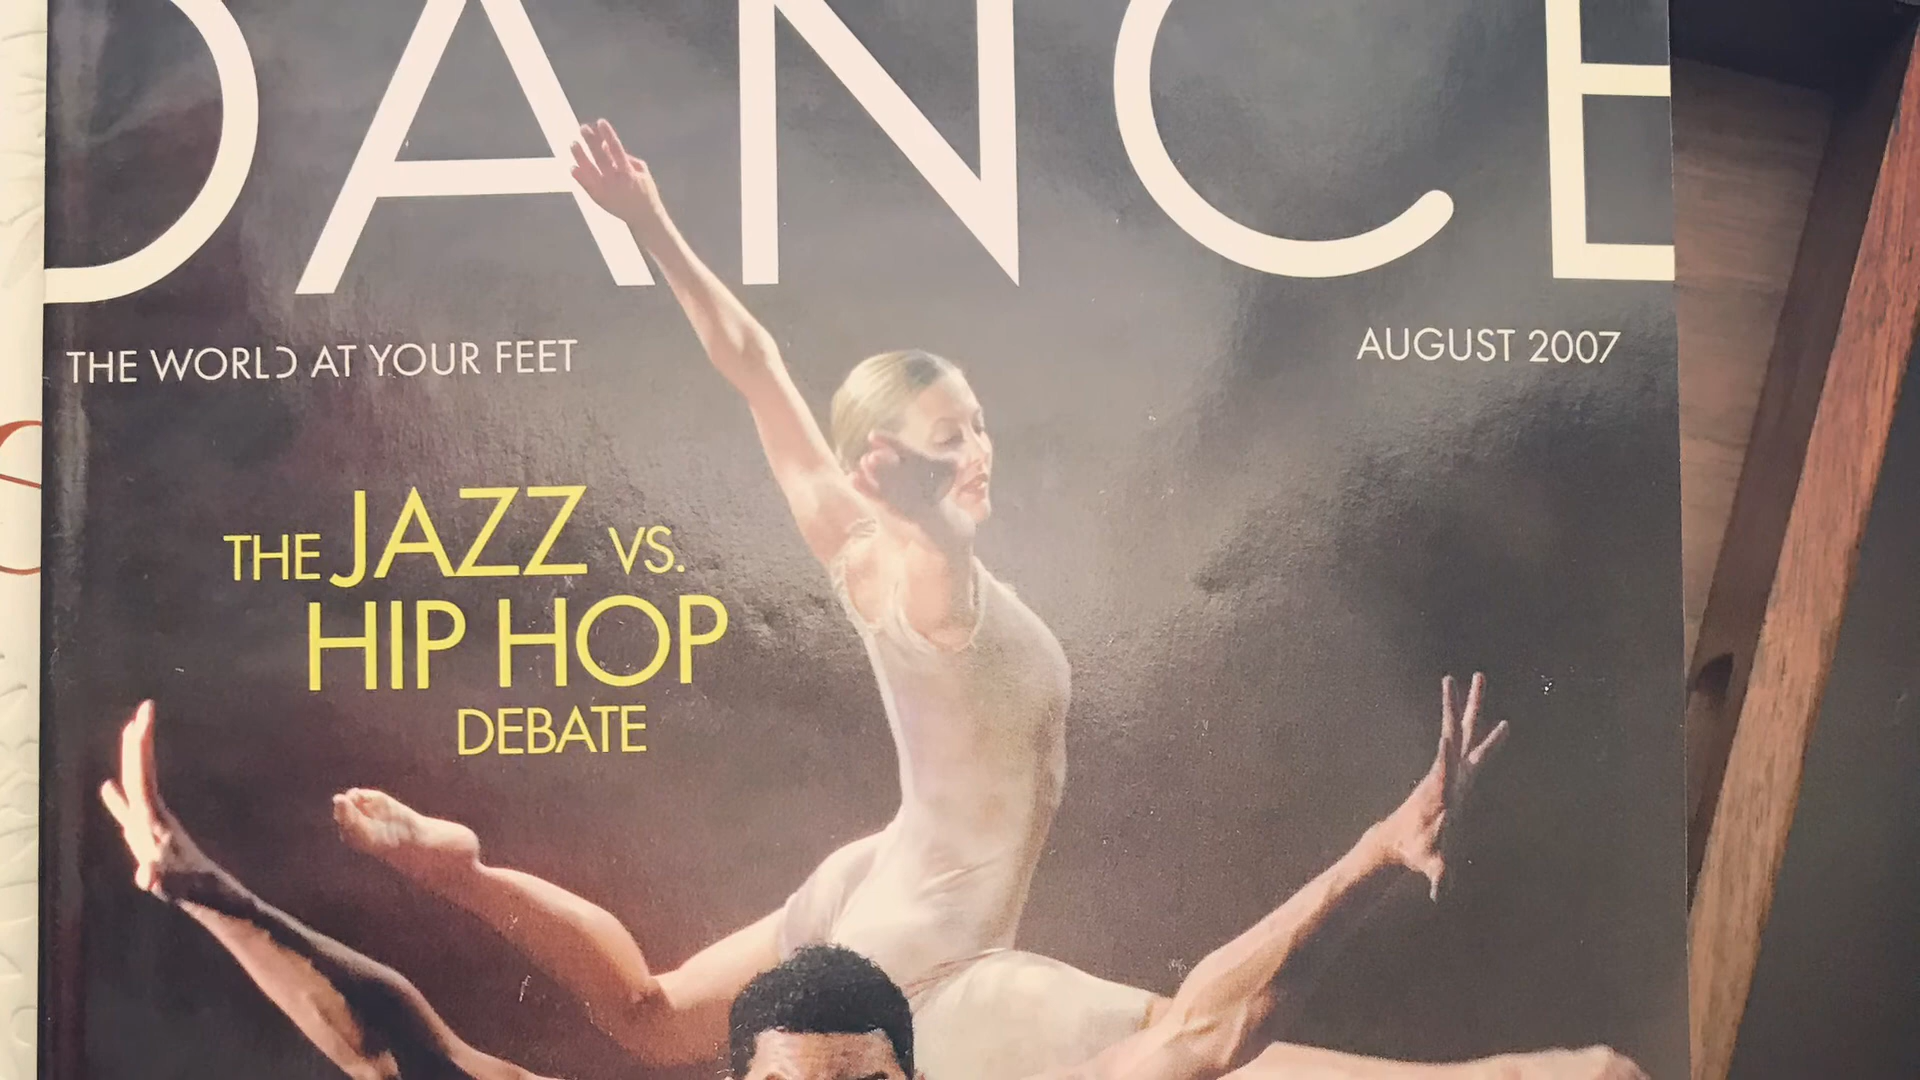 DANCE
THE WORLD AT YOUR FEET
AUGUST 2007
THE JAZZ VS.
HIP HOP
DEBATE